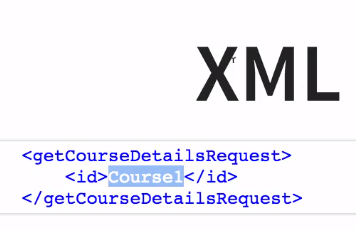 XML
<getCourseDetailsRequest>
<id>Course1</id>
</getCourseDetailsRequest>